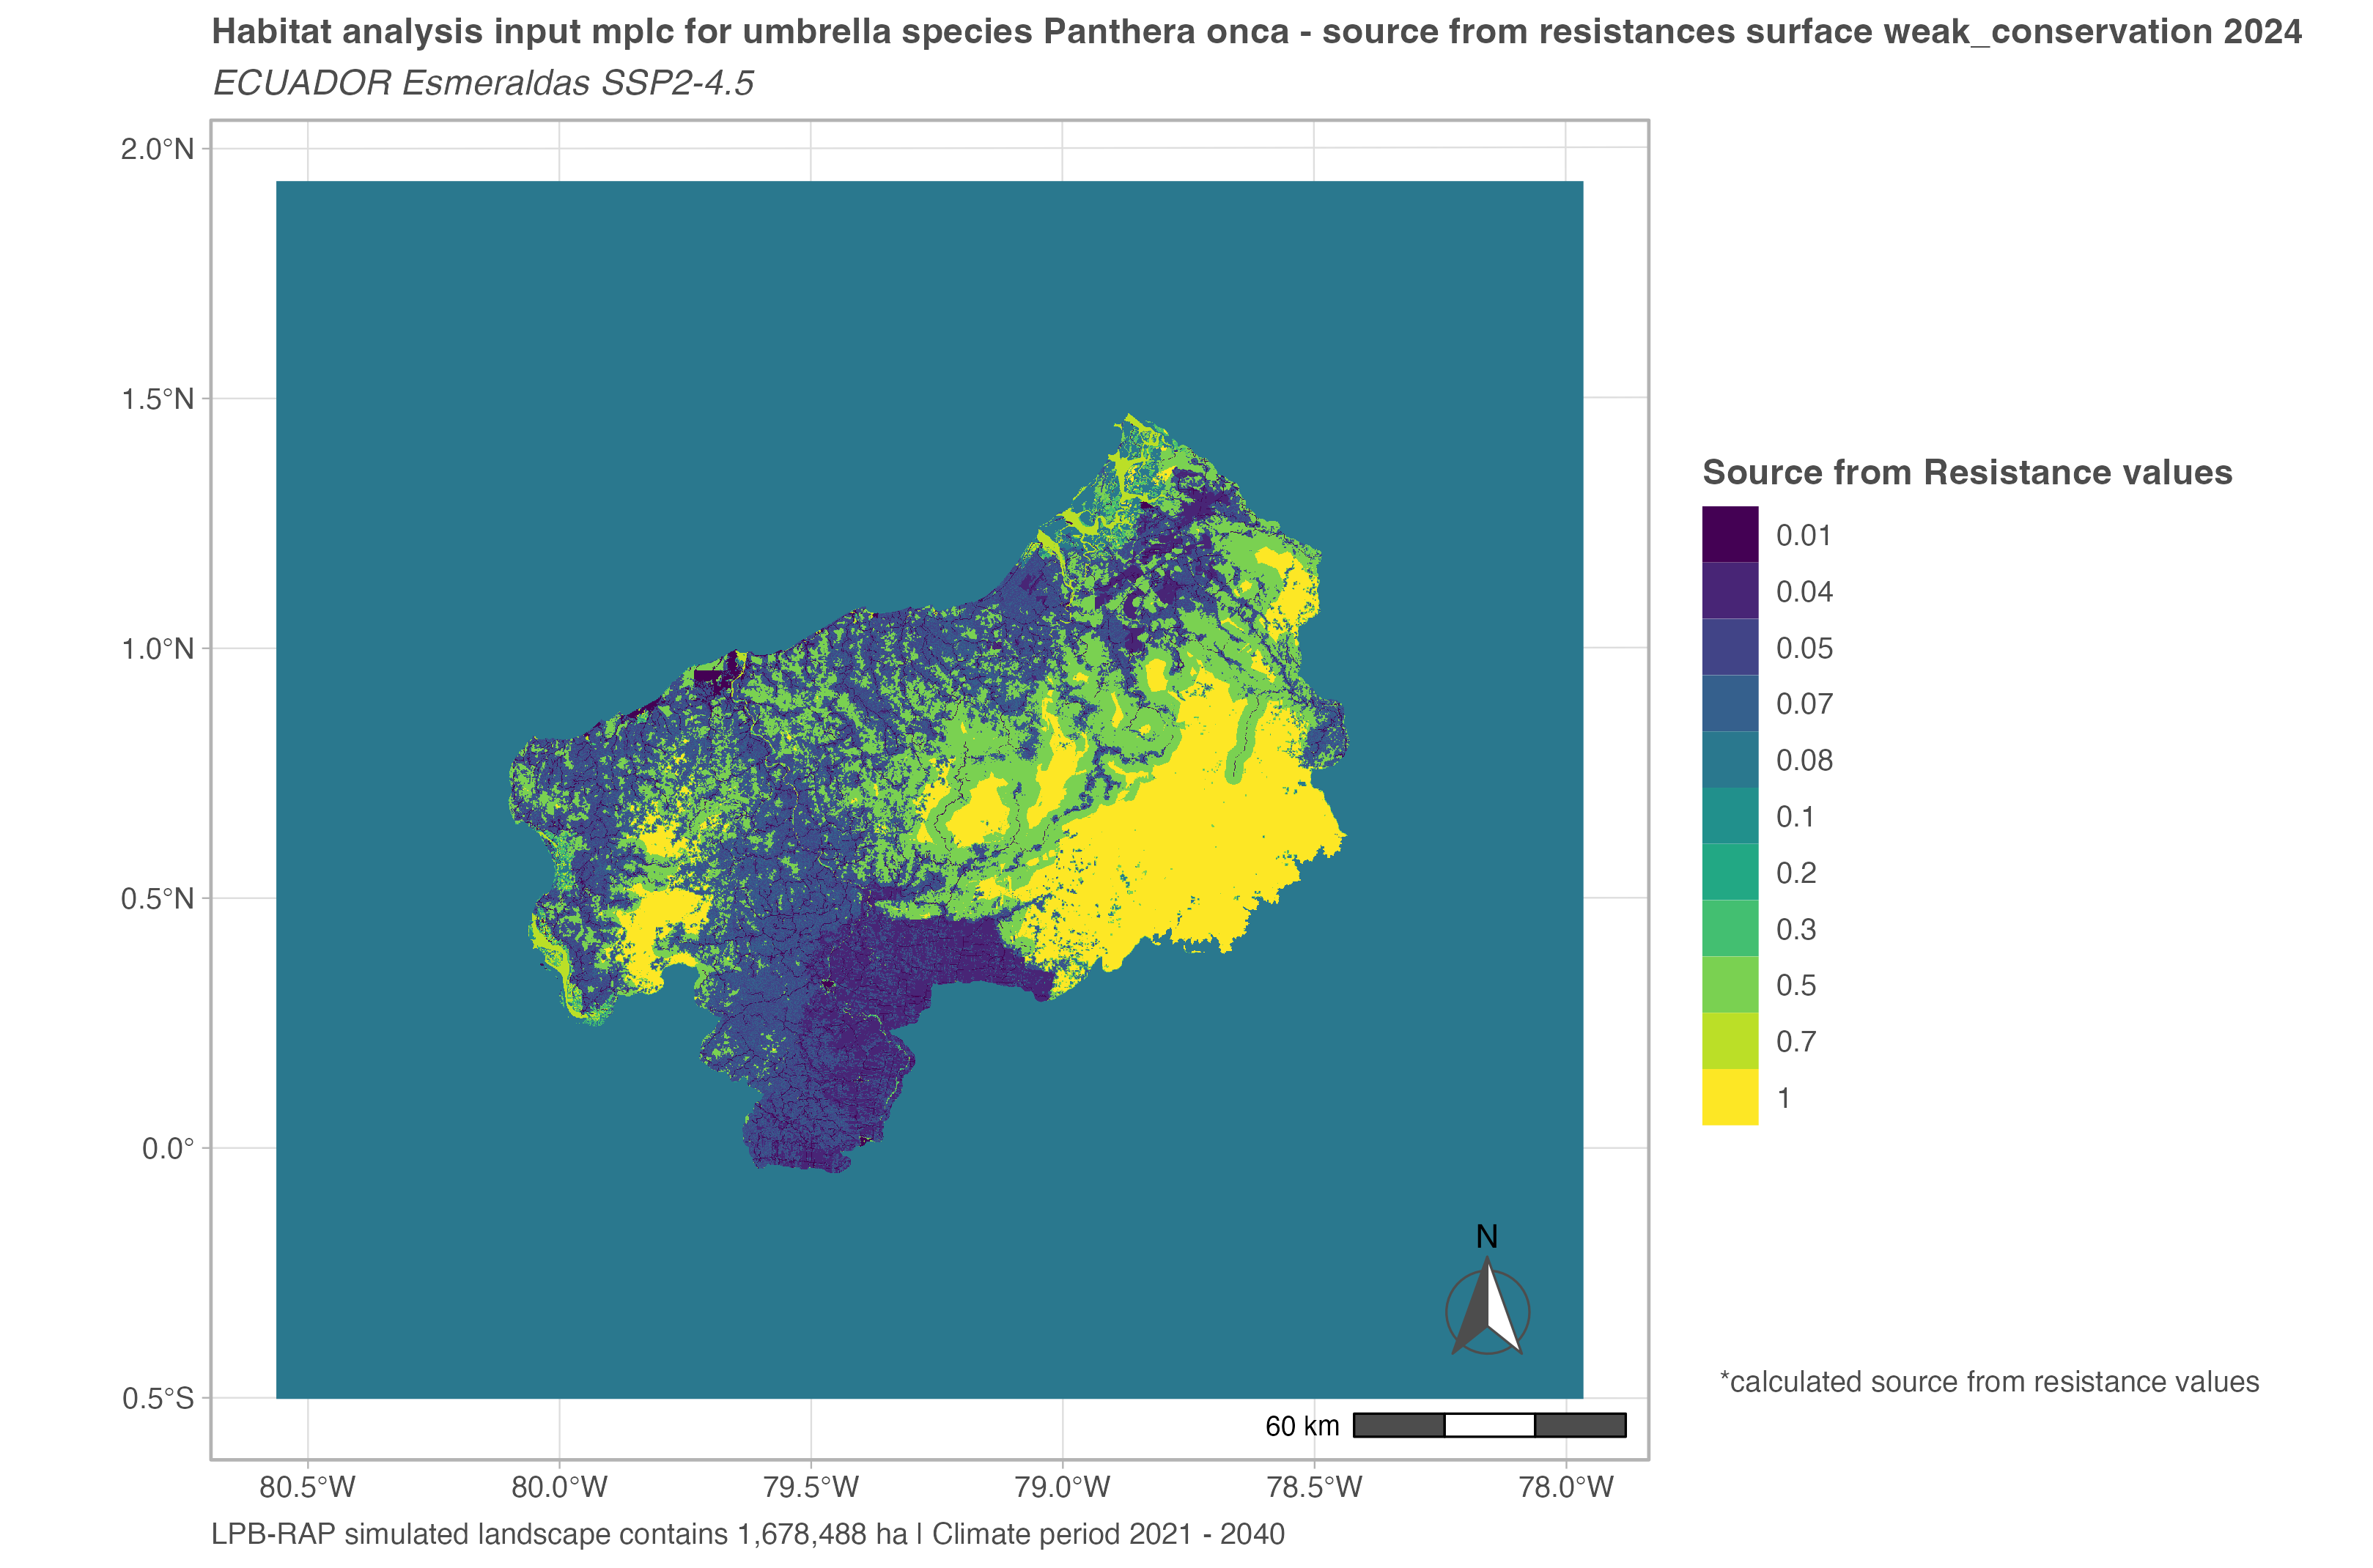 Habitat analysis input mplc for umbrella species Panthera onca - source from resistances surface weak_conservation 2024
ECUADOR Esmeraldas SSP2-4.5
2.0°N
1.5°N
1.0°N
0.5°N
0.0°
0.5°S
80.5°W
80.0°W
79.5°W
79.0°W
78.5°W
78.0°W
N
60 km
Source from Resistance values
0.01
0.04
0.05
0.07
0.08
0.1
0.2
0.3
0.5
0.7
1
*calculated source from resistance values
LPB-RAP simulated landscape contains 1,678,488 ha | Climate period 2021 - 2040